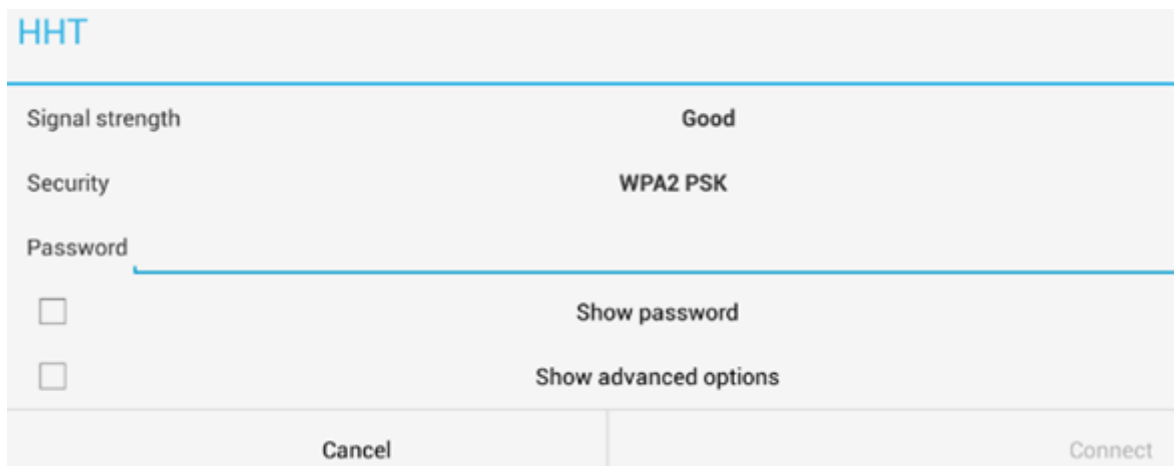 HHT
Signal strength Good
Security WPA2 PSK
Password
Show password
Show advanced options
Cancel Connect